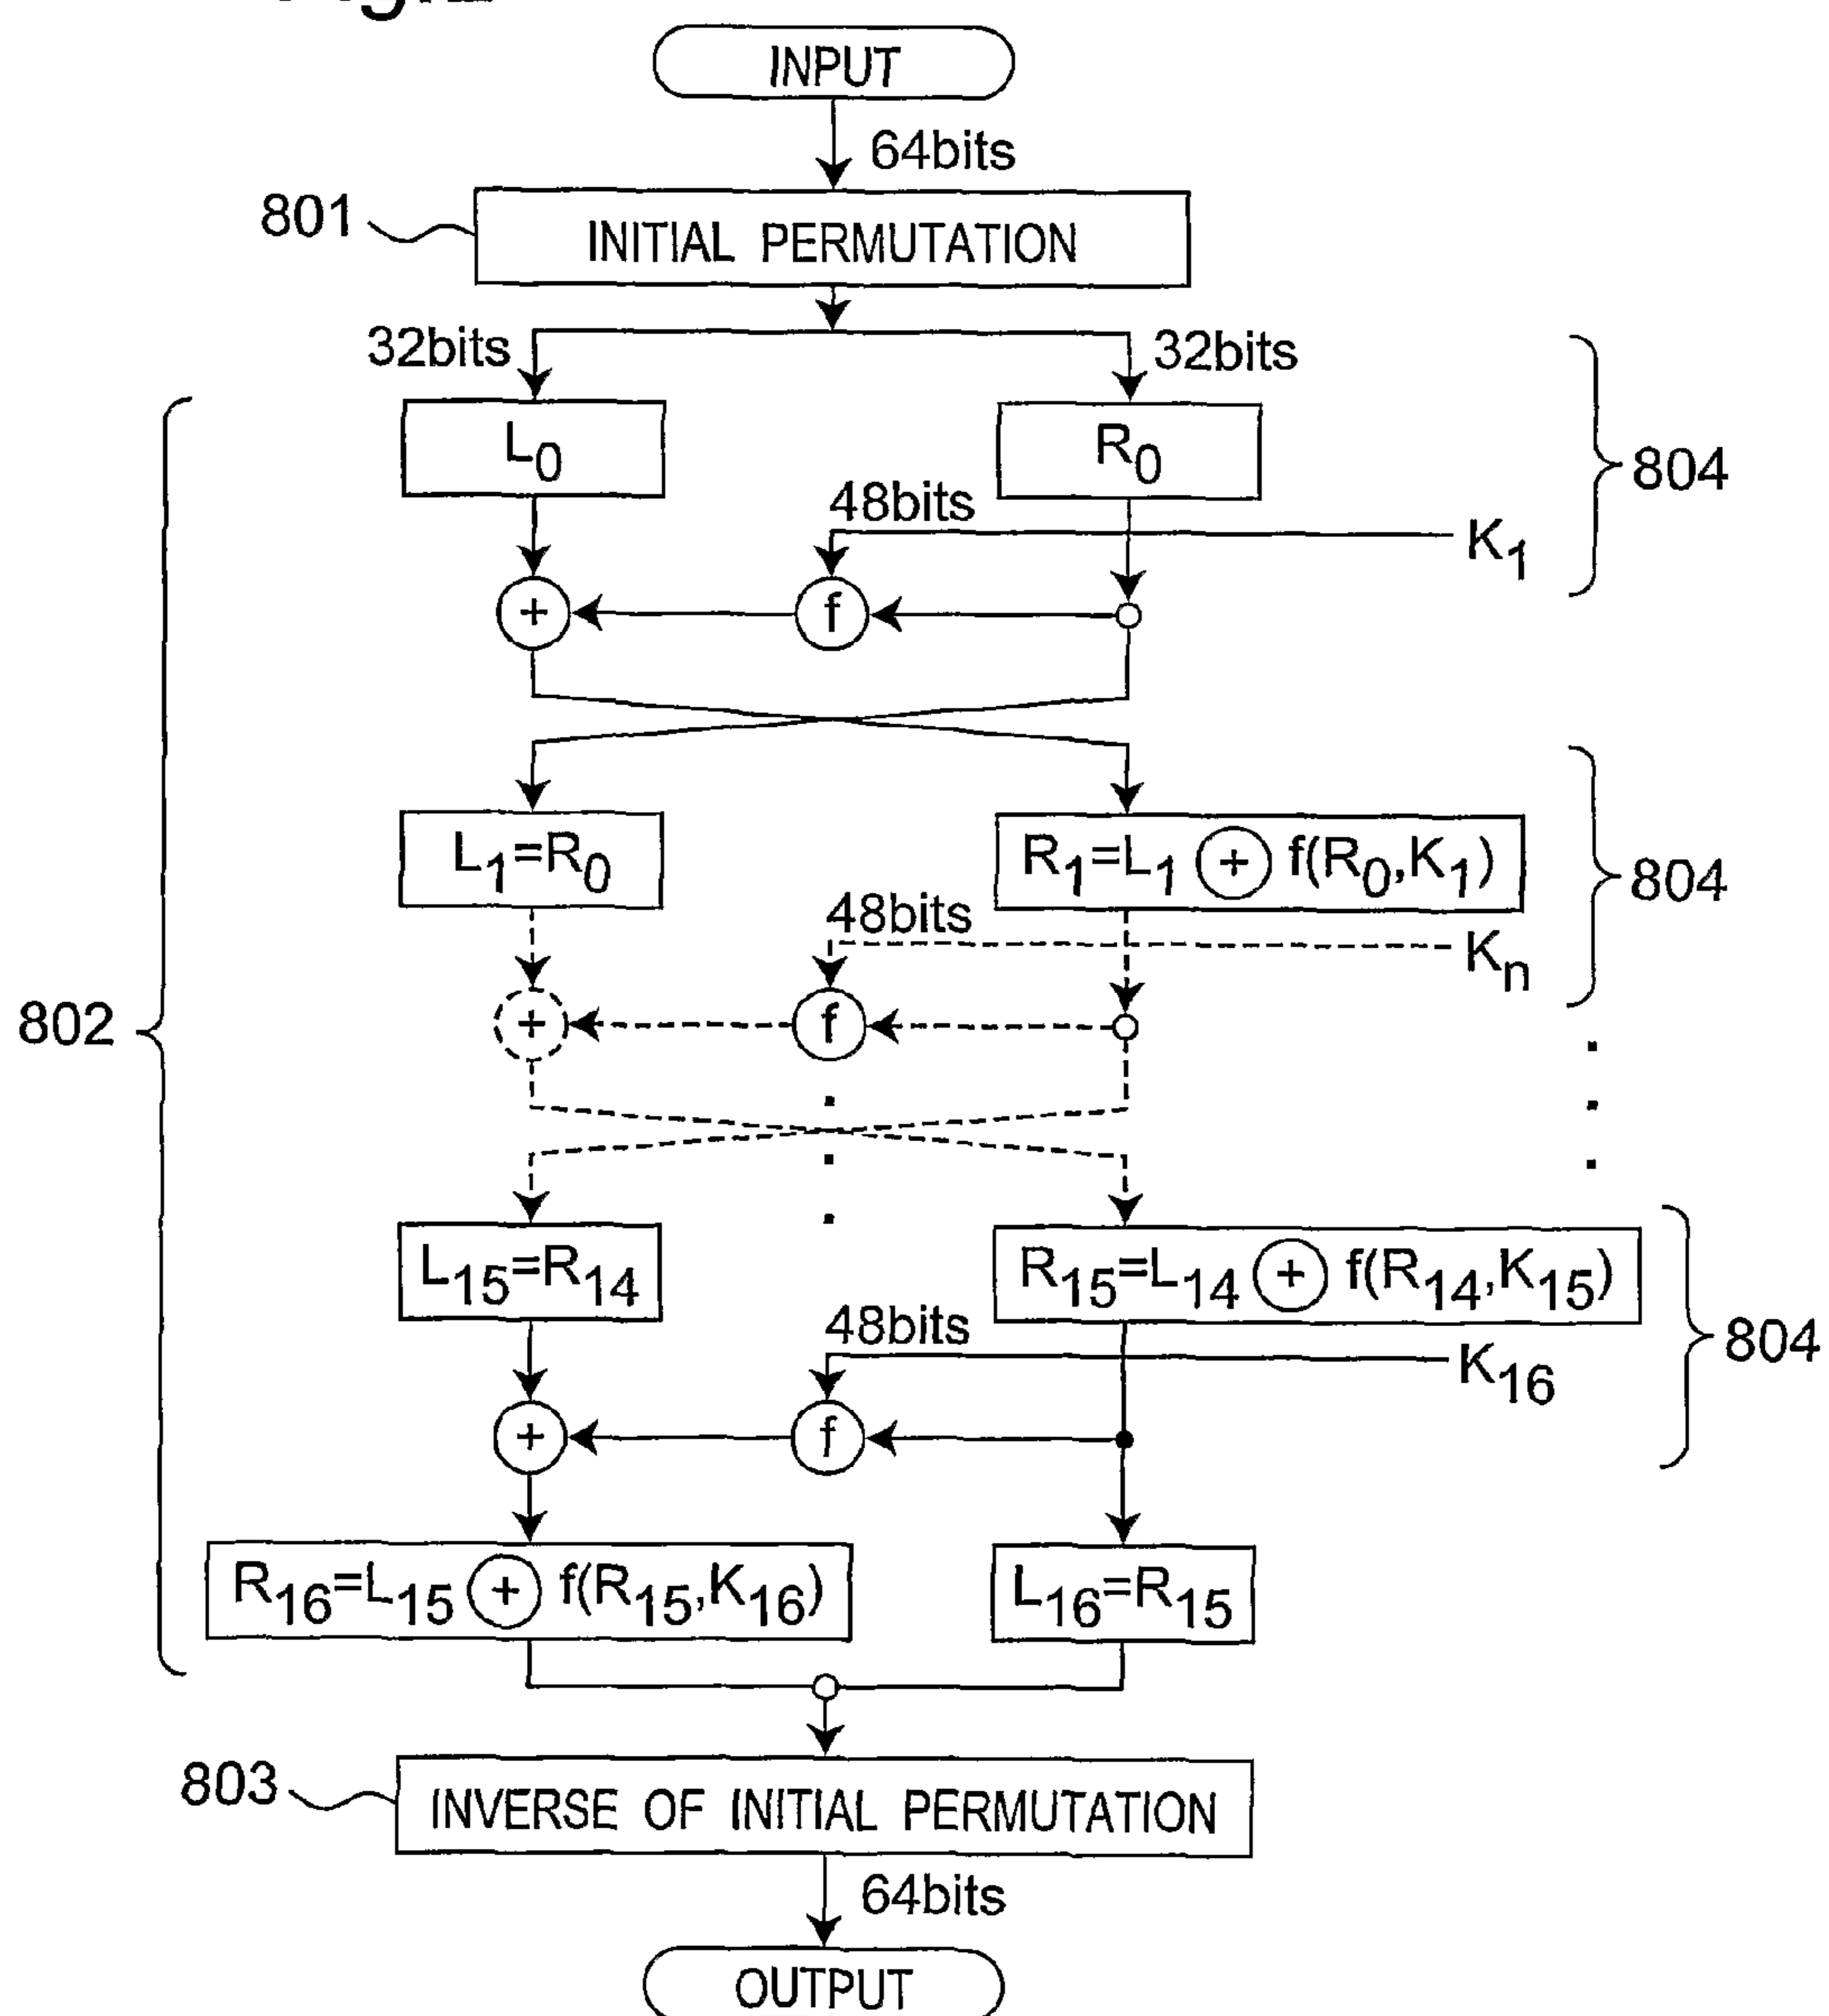 INPUT
64bits
801
INITIAL PERMUTATION
32bits
32bits
L0
R0
804
48bits
K1
+
f
L1=R0
R1=L1 + f(R0,K1)
804
48bits
Kn
802
+
f
L15=R14
R15=L14 + f(R14,K15)
48bits
804
K16
+
f
R16=L15 + f(R15,K16)
L16=R15
803
INVERSE OF INITIAL PERMUTATION
64bits
OUTPUT